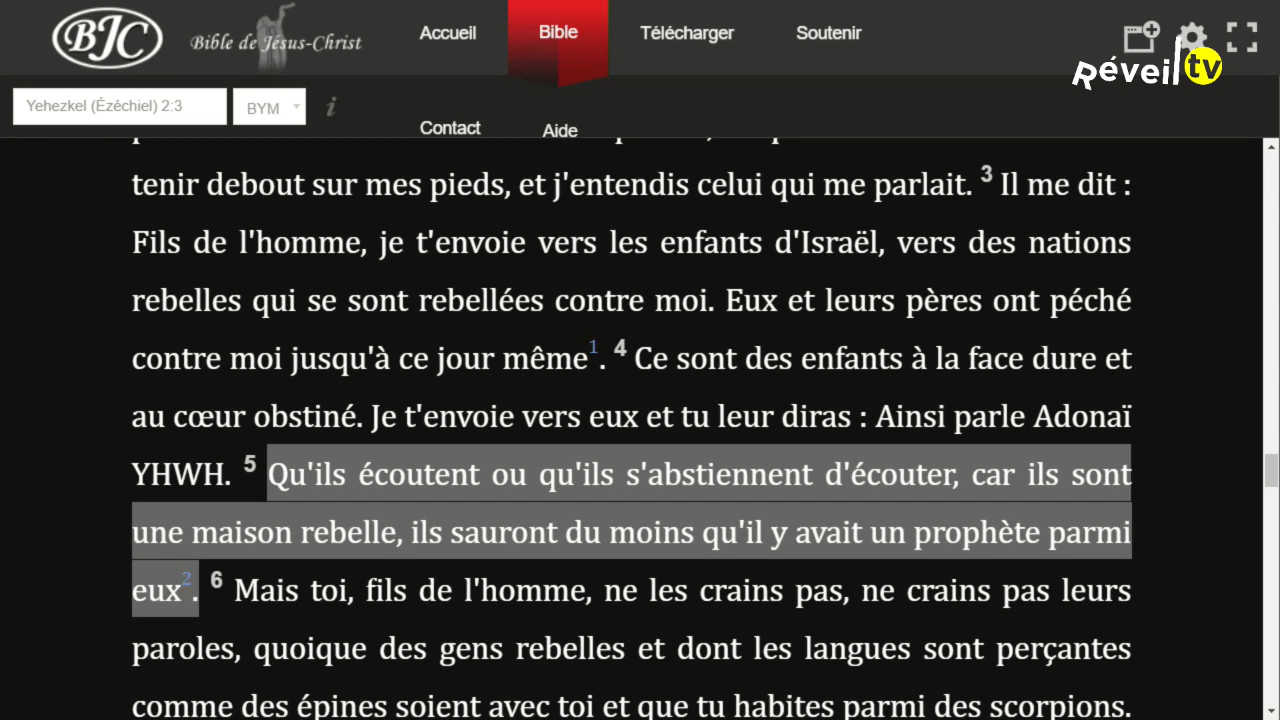 BJC
Bible de Jésus-Christ
Accueil
Bible
Télécharger
Soutenir
Réveil tv
Yehezkel (Ézéchiel) 2:3
BYM
i
Contact
Aide
tenir debout sur mes pieds, et j'entendis celui qui me parlait. 3 Il me dit :
Fils de l'homme, je t'envoie vers les enfants d'Israël, vers des nations
rebelles qui se sont rebellées contre moi. Eux et leurs pères ont péché
contre moi jusqu'à ce jour même1. 4 Ce sont des enfants à la face dure et
au cœur obstiné. Je t'envoie vers eux et tu leur diras : Ainsi parle Adonaï
YHWH. 5 Qu'ils écoutent ou qu'ils s'abstiennent d'écouter, car ils sont
une maison rebelle, ils sauront du moins qu'il y avait un prophète parmi
eux2. 6 Mais toi, fils de l'homme, ne les crains pas, ne crains pas leurs
paroles, quoique des gens rebelles et dont les langues sont perçantes
comme des épines soient avec toi et que tu habites parmi des scorpions.